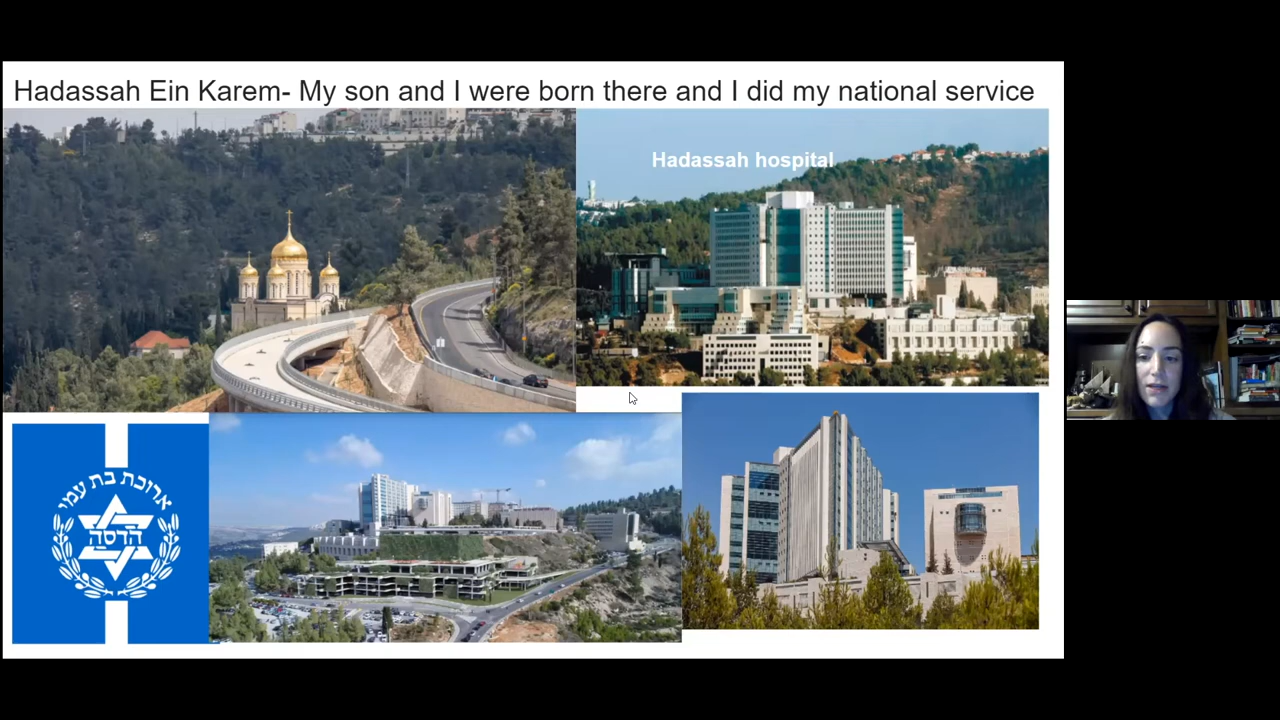 Hadassah Ein Karem- My son and I were born there and I did my national service
Hadassah hospital
ארוכת בת עמי
הדסה